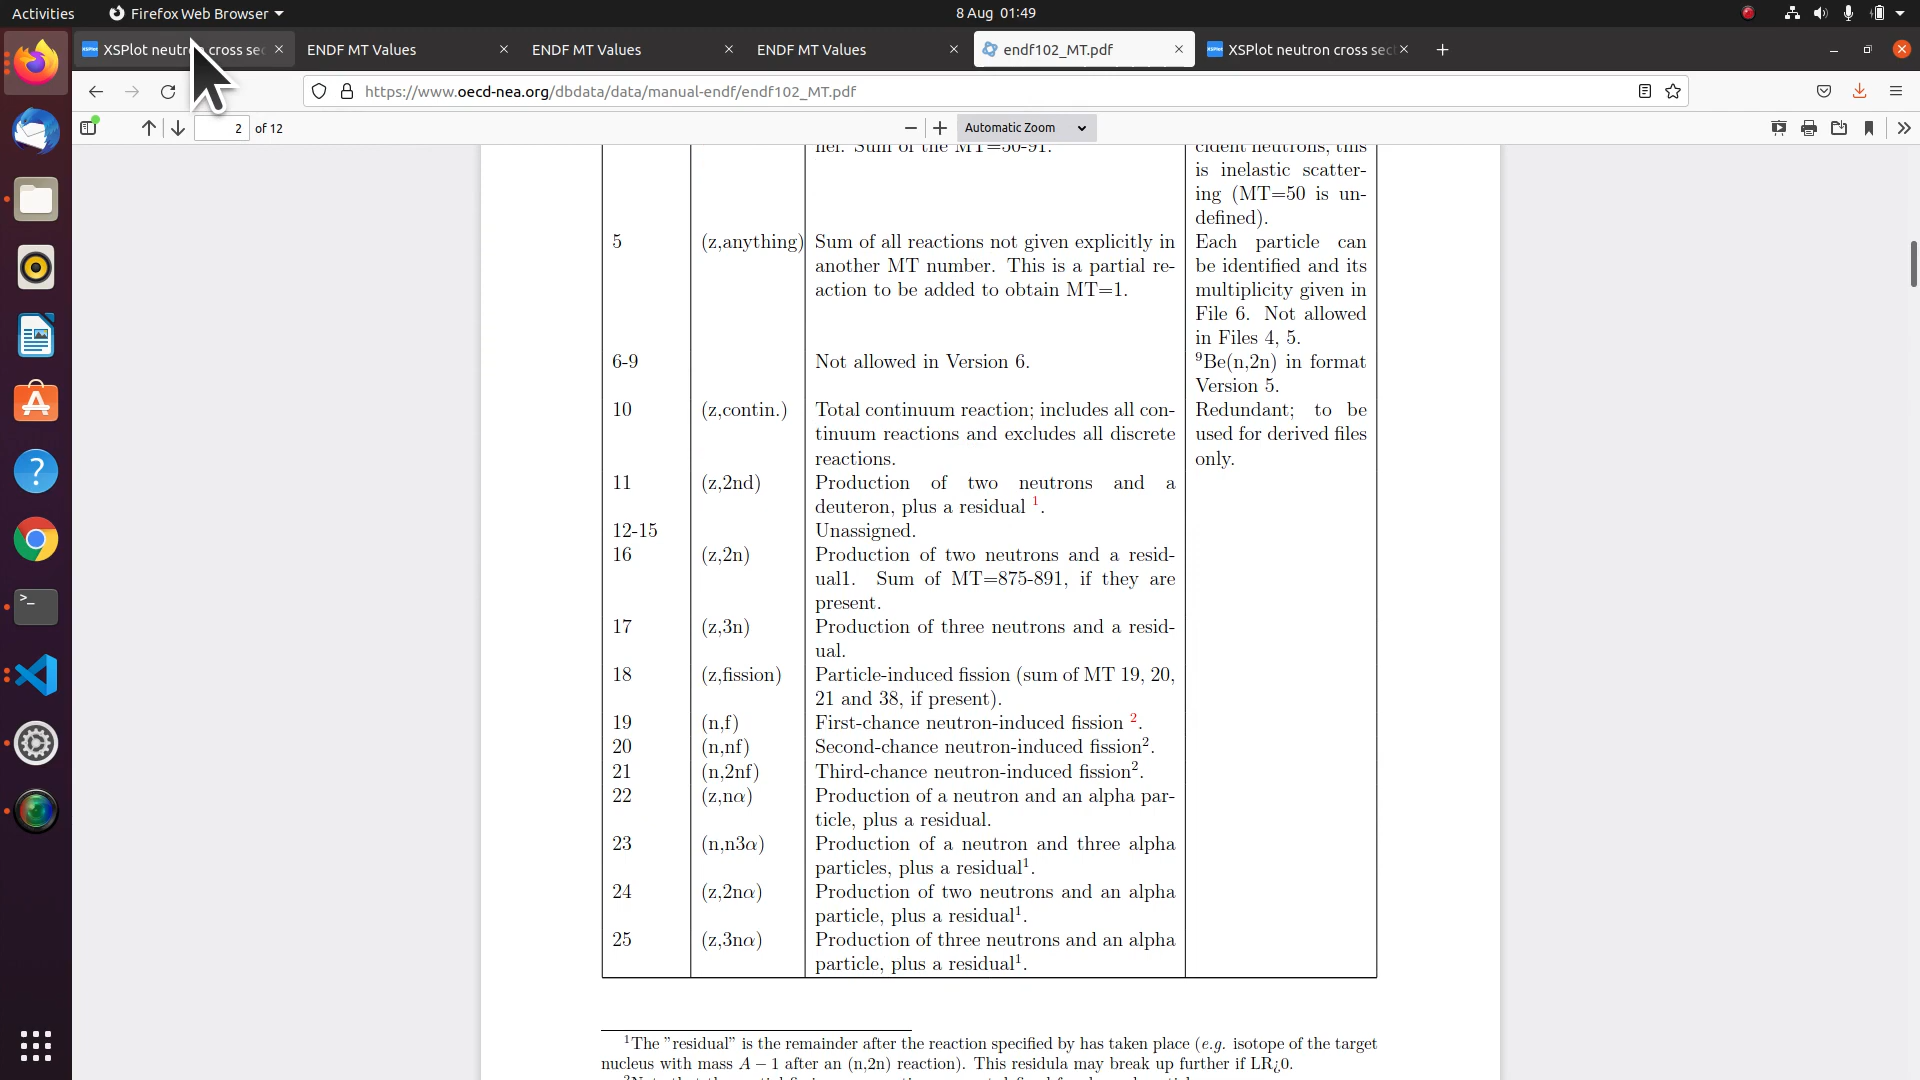 Activities
Firefox Web Browser
8 Aug 01:49
XSPlot neutron cross sec
ENDF MT Values
ENDF MT Values
ENDF MT Values
endf102_MT.pdf
XSPlot neutron cross sect
https://www.oecd-nea.org/dbdata/data/manual-endf/endf102_MT.pdf
2 of 12
Automatic Zoom
nel. Sum of the MT=50-91.
cident neutrons, this
is inelastic scatter-
ing (MT=50 is un-
defined).
5 (z,anything) Sum of all reactions not given explicitly in
another MT number. This is a partial re-
action to be added to obtain MT=1.
Each particle can
be identified and its
multiplicity given in
File 6. Not allowed
in Files 4, 5.
6-9 Not allowed in Version 6.
⁹Be(n,2n) in format
Version 5.
10 (z,contin.) Total continuum reaction; includes all con-
tinuum reactions and excludes all discrete
reactions.
Redundant; to be
used for derived files
only.
11 (z,2nd) Production of two neutrons and a
deuteron, plus a residual ¹.
12-15 Unassigned.
16 (z,2n) Production of two neutrons and a resid-
ual1. Sum of MT=875-891, if they are
present.
17 (z,3n) Production of three neutrons and a resid-
ual.
18 (z,fission) Particle-induced fission (sum of MT 19, 20,
21 and 38, if present).
19 (n,f) First-chance neutron-induced fission ².
20 (n,nf) Second-chance neutron-induced fission².
21 (n,2nf) Third-chance neutron-induced fission².
22 (z,nα) Production of a neutron and an alpha par-
ticle, plus a residual.
23 (n,n3α) Production of a neutron and three alpha
particles, plus a residual¹.
24 (z,2nα) Production of two neutrons and an alpha
particle, plus a residual¹.
25 (z,3nα) Production of three neutrons and an alpha
particle, plus a residual¹.
¹The "residual" is the remainder after the reaction specified by has taken place (e.g. isotope of the target
nucleus with mass A − 1 after an (n,2n) reaction). This residula may break up further if LR¿0.